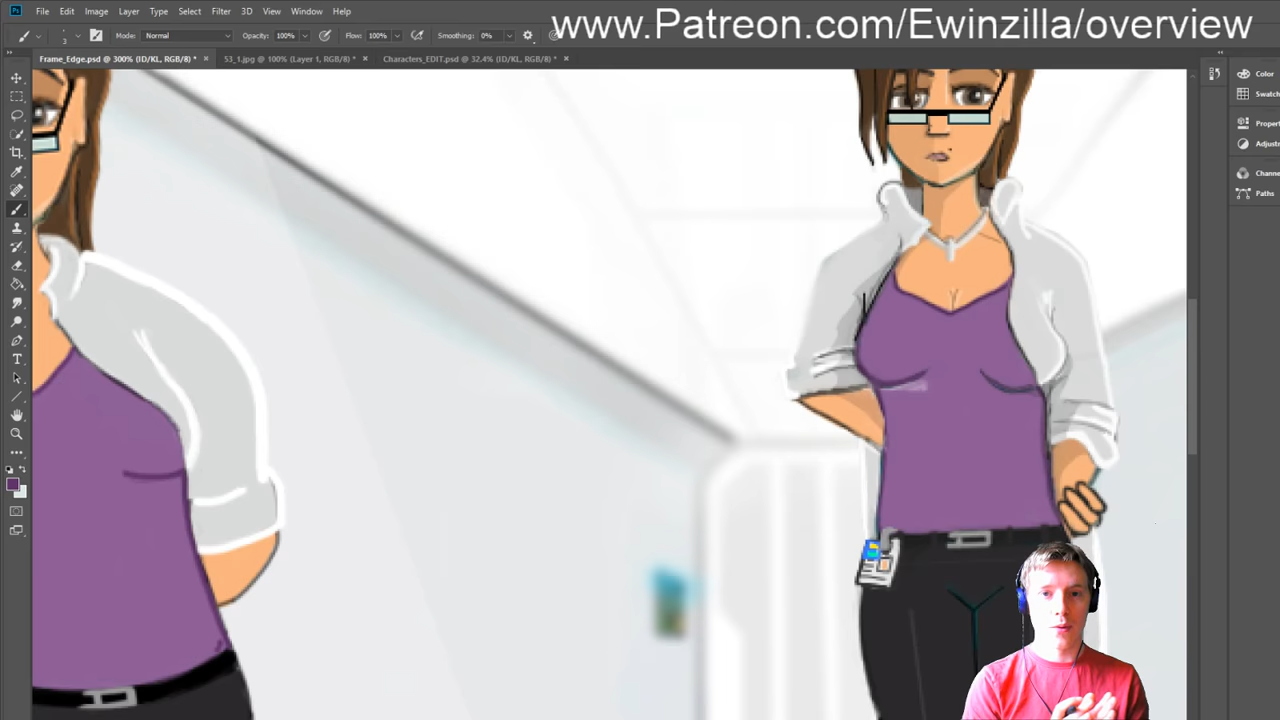 File Edit Image Layer Type Select Filter 3D View Window Help
www.Patreon.com/Ewinzilla/overview
3 Mode: Normal Opacity: 100% Flow: 100% Smoothing: 0%
Frame_Edge.psd @ 300% (ID/KL, RGB/8) * × 53_1.jpg @ 100% (Layer 1, RGB/8) * × Characters_EDIT.psd @ 32.4% (ID/KL, RGB/8) * ×
Color
Swatch
Propert
Adjustr
Channe
Paths